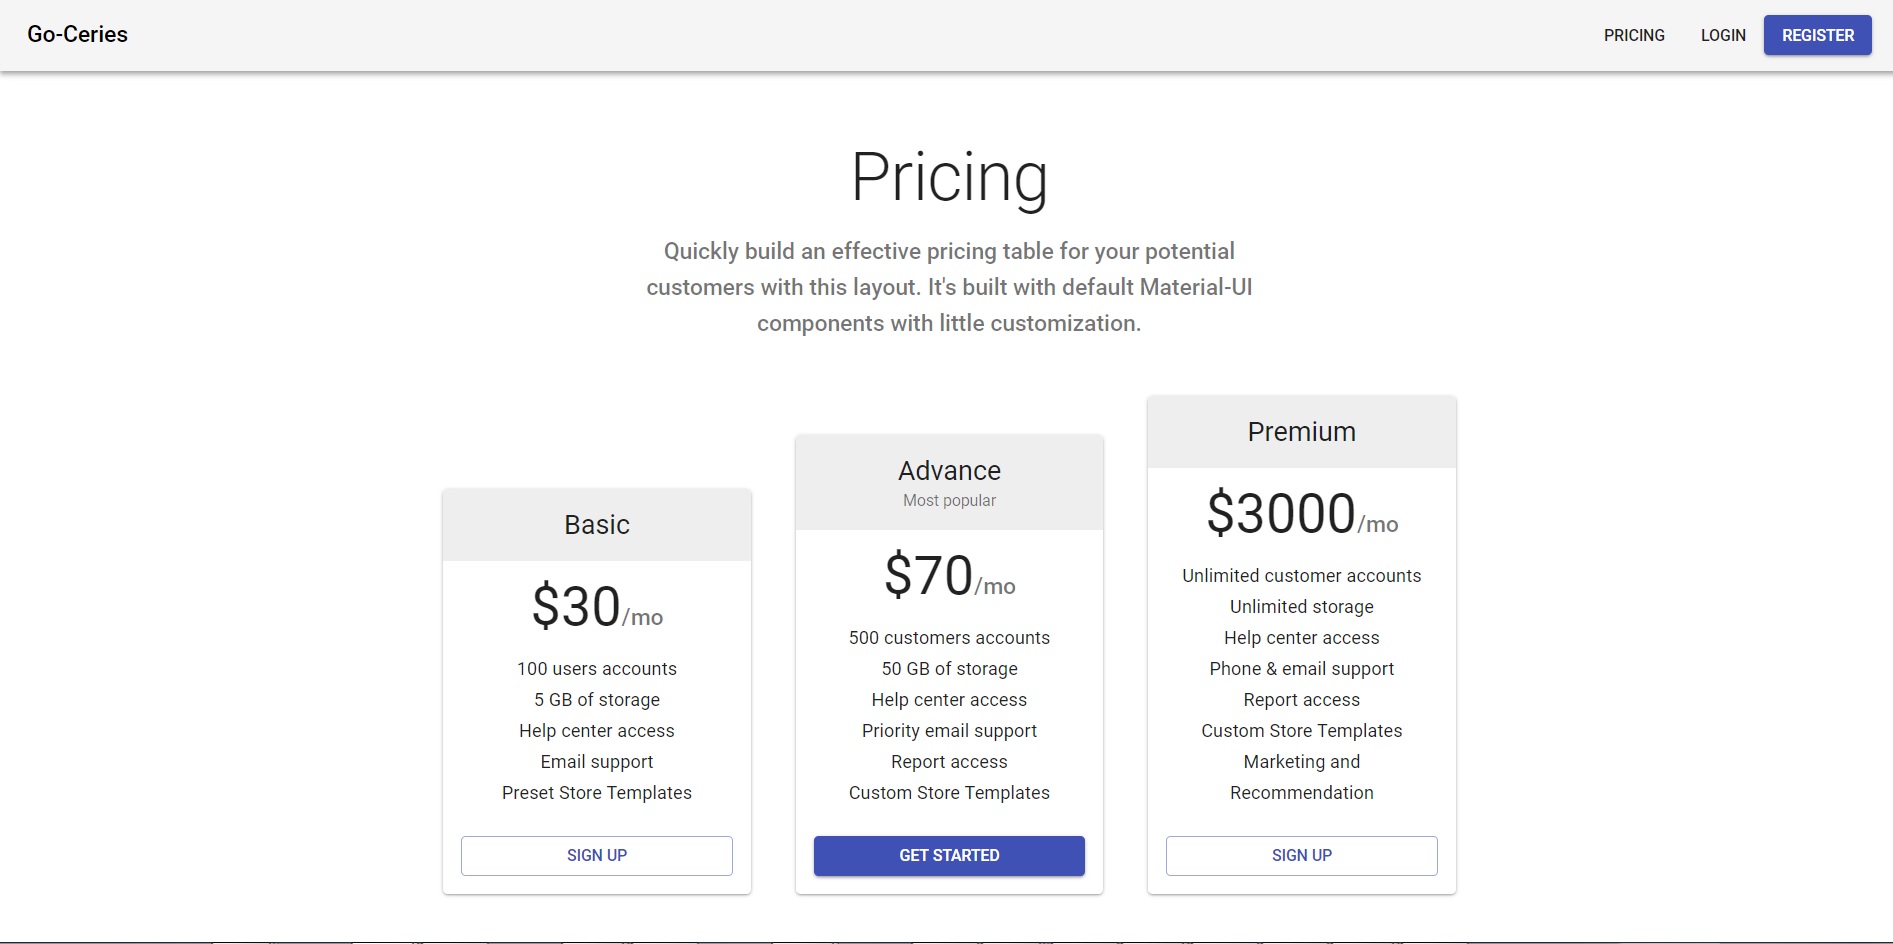 Go-Ceries
PRICING
LOGIN
REGISTER
Pricing
Quickly build an effective pricing table for your potential
customers with this layout. It's built with default Material-UI
components with little customization.
Basic
$30/mo
100 users accounts
5 GB of storage
Help center access
Email support
Preset Store Templates
SIGN UP
Advance
Most popular
$70/mo
500 customers accounts
50 GB of storage
Help center access
Priority email support
Report access
Custom Store Templates
GET STARTED
Premium
$3000/mo
Unlimited customer accounts
Unlimited storage
Help center access
Phone & email support
Report access
Custom Store Templates
Marketing and
Recommendation
SIGN UP